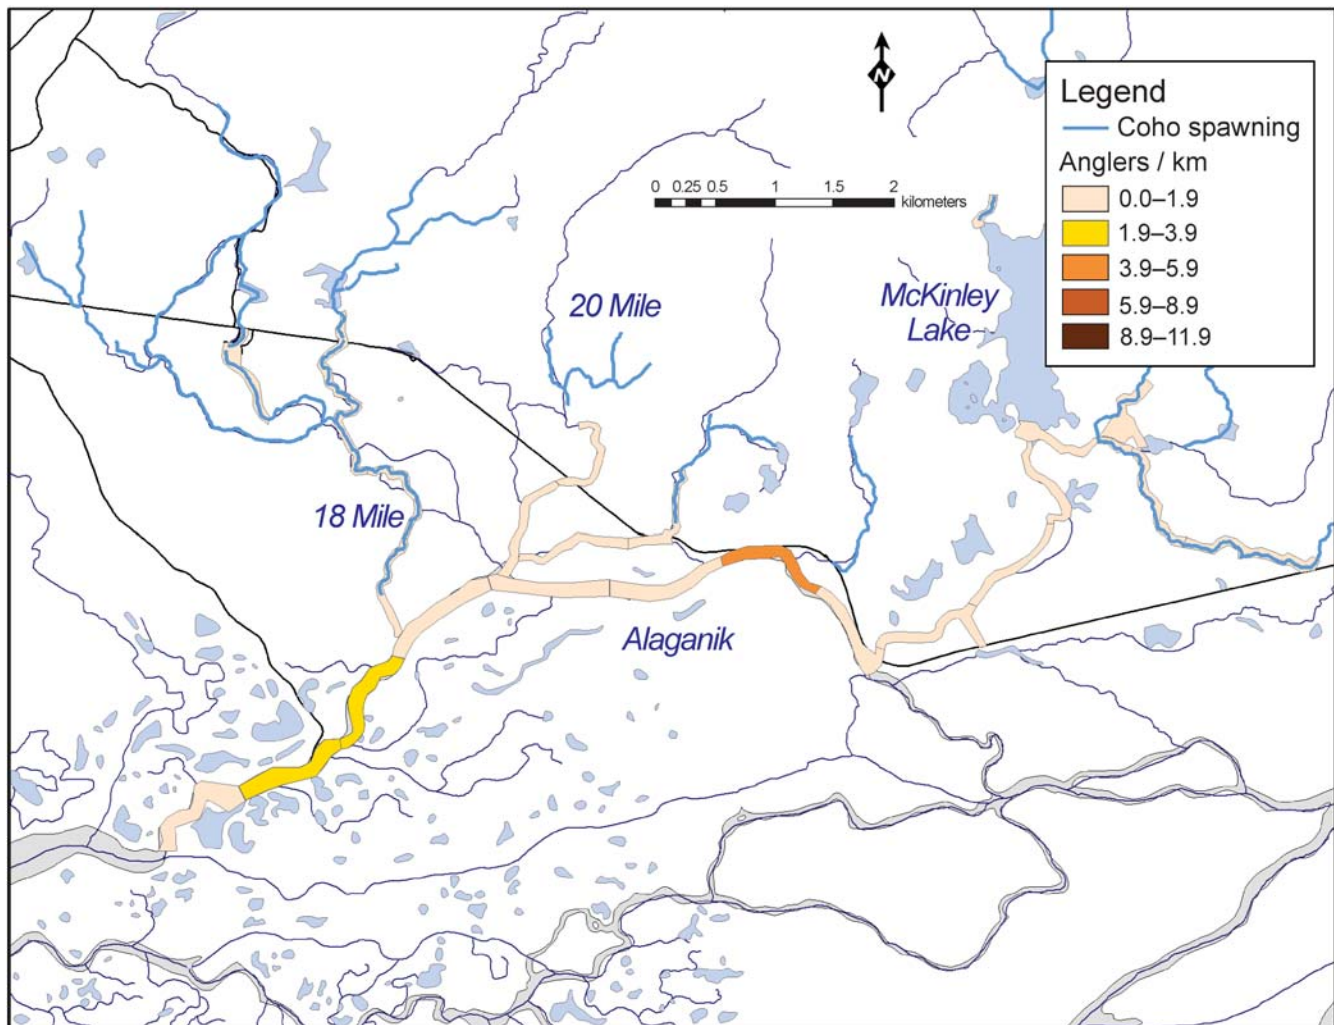 N
Legend
Coho spawning
Anglers / km
0.0–1.9
1.9–3.9
3.9–5.9
5.9–8.9
8.9–11.9
0 0.25 0.5 1 1.5 2
kilometers
20 Mile
McKinley
Lake
18 Mile
Alaganik